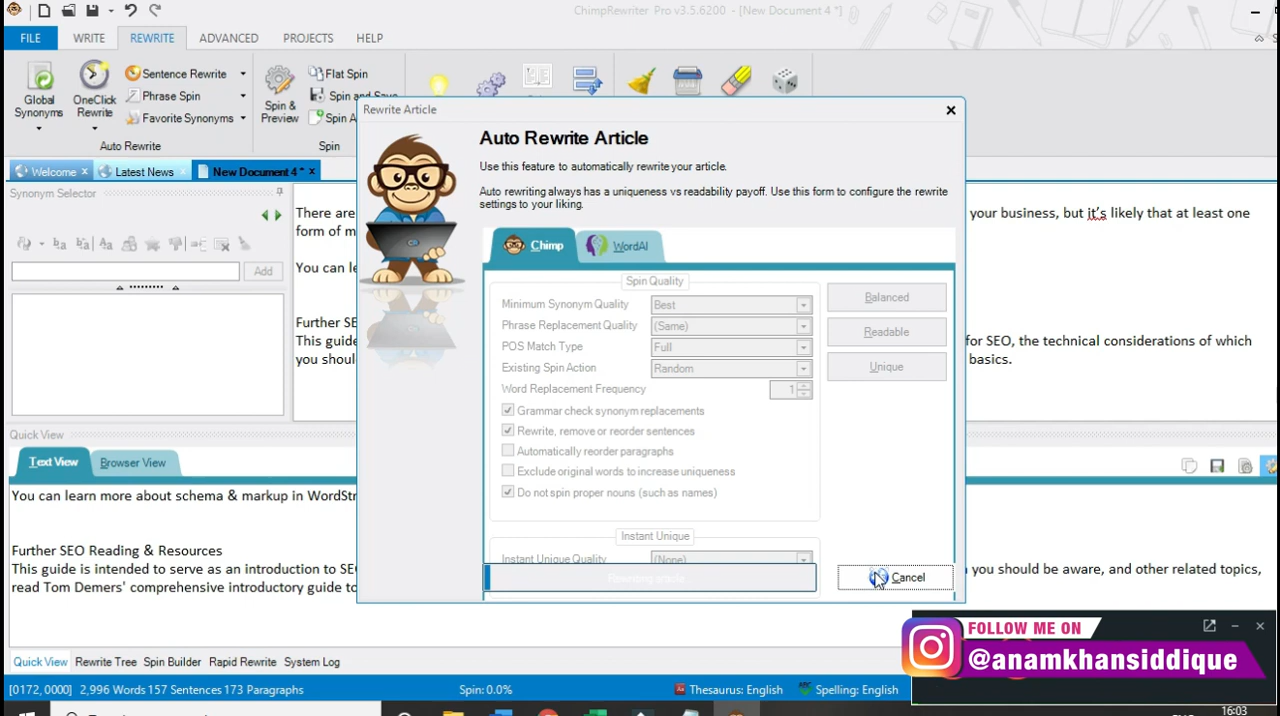 ChimpRewriter Pro v3.5.6200 - [New Document 4 *]
FILE WRITE REWRITE ADVANCED PROJECTS HELP
Global Synonyms
OneClick Rewrite
Sentence Rewrite
Phrase Spin
Favorite Synonyms
Auto Rewrite
Spin & Preview
Flat Spin
Spin and Save
Spin A
Spin
Welcome × Latest News × New Document 4 * ×
Synonym Selector
Add
There are
form of m
You can le
Further SE
This guide
you shou
your business, but it's likely that at least one
for SEO, the technical considerations of which
basics.
Rewrite Article
Auto Rewrite Article
Use this feature to automatically rewrite your article.
Auto rewriting always has a uniqueness vs readability payoff. Use this form to configure the rewrite
settings to your liking.
Chimp WordAI
Spin Quality
Minimum Synonym Quality Best
Phrase Replacement Quality (Same)
POS Match Type Full
Existing Spin Action Random
Word Replacement Frequency 1
Grammar check synonym replacements
Rewrite, remove or reorder sentences
Automatically reorder paragraphs
Exclude original words to increase uniqueness
Do not spin proper nouns (such as names)
Balanced
Readable
Unique
Instant Unique
Instant Unique Quality (None)
Rewriting article
Cancel
Quick View
Text View Browser View
You can learn more about schema & markup in WordStr
Further SEO Reading & Resources
This guide is intended to serve as an introduction to SE
h you should be aware, and other related topics,
read Tom Demers' comprehensive introductory guide to
FOLLOW ME ON
@anamkhansiddique
Quick View Rewrite Tree Spin Builder Rapid Rewrite System Log
[0172, 0000] 2,996 Words 157 Sentences 173 Paragraphs Spin: 0.0% Thesaurus: English Spelling: English
16:03